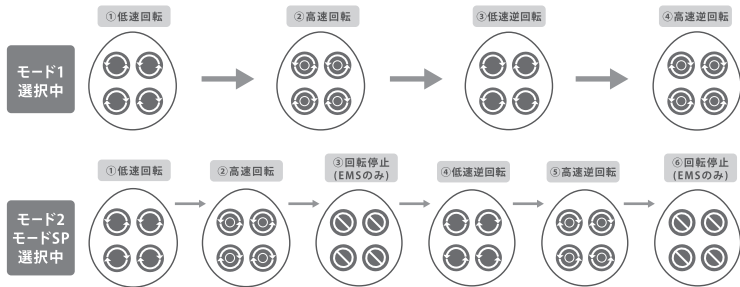 ①低速回転
②高速回転
③低速逆回転
④高速逆回転
モード1
選択中
①低速回転
②高速回転
③回転停止
(EMSのみ)
④低速逆回転
⑤高速逆回転
⑥回転停止
(EMSのみ)
モード2
モードSP
選択中